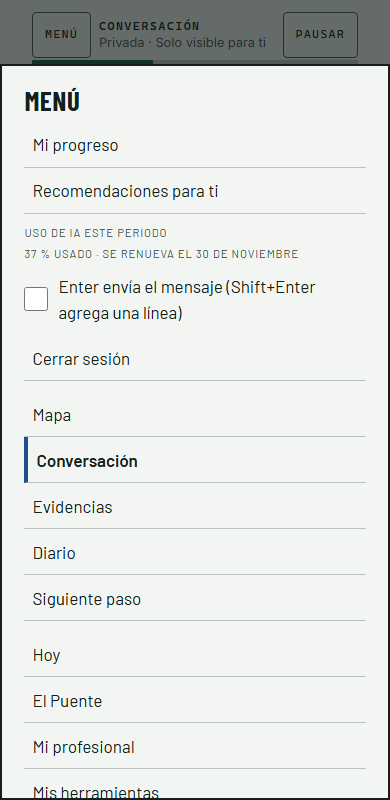 MENÚ
CONVERSACIÓN
Privada · Solo visible para ti
PAUSAR
MENÚ
Mi progreso
Recomendaciones para ti
USO DE IA ESTE PERIODO
37 % USADO · SE RENUEVA EL 30 DE NOVIEMBRE
Enter envía el mensaje (Shift+Enter
agrega una línea)
Cerrar sesión
Mapa
Conversación
Evidencias
Diario
Siguiente paso
Hoy
El Puente
Mi profesional
Mis herramientas